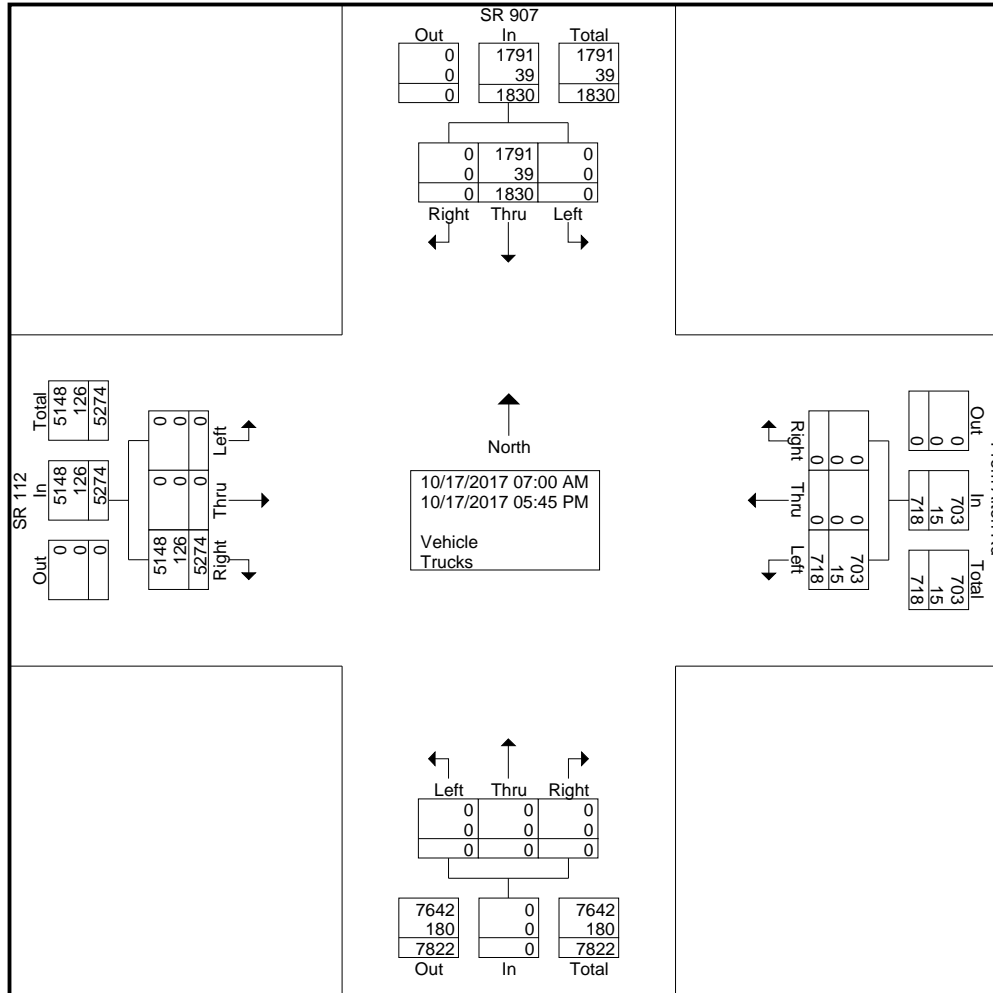 SR 907
Out In Total
0 1791 1791
0 39 39
0 1830 1830
0 1791 0
0 39 0
0 1830 0
Right Thru Left
SR 112
Total In Out
5148 5148 0
126 126 0
5274 5274 0
Left Thru Right
0 0 5148
0 0 126
0 0 5274
North
10/17/2017 07:00 AM
10/17/2017 05:45 PM
Vehicle
Trucks
Right Thru Left
0 0 703
0 0 15
0 0 718
Out In Total
0 703 703
0 15 15
0 718 718
Left Thru Right
0 0 0
0 0 0
0 0 0
7642 0 7642
180 0 180
7822 0 7822
Out In Total